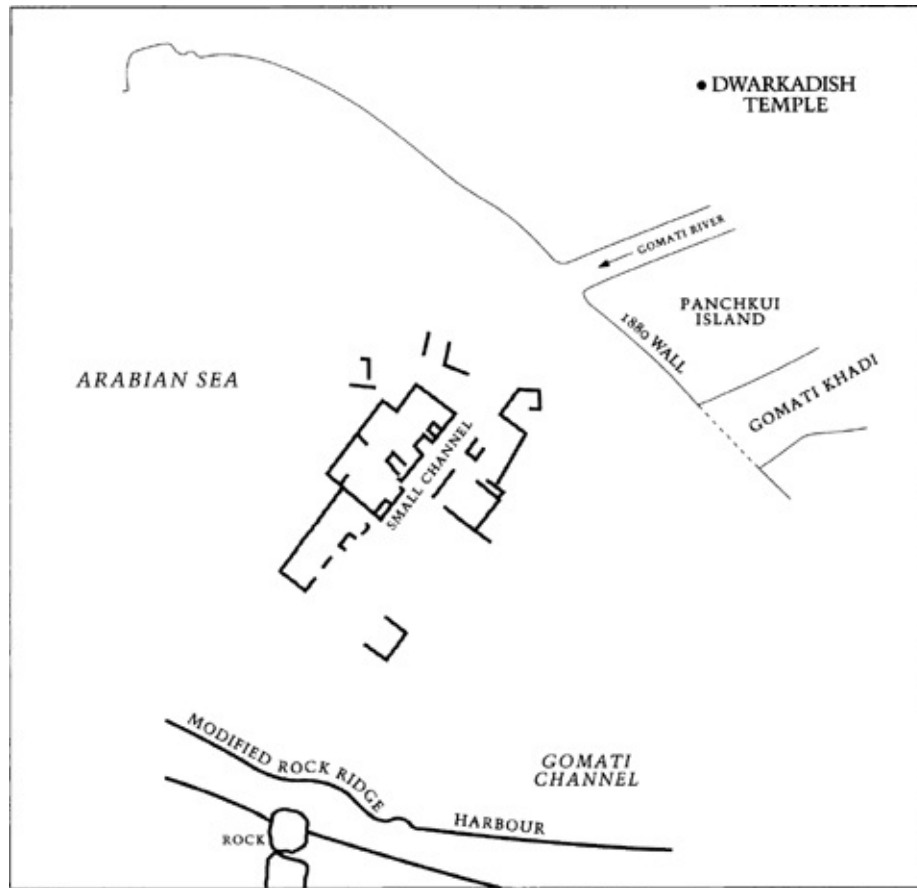 DWARKADISH
TEMPLE
GOMATI RIVER
PANCHKUI
ISLAND
1880 WALL
GOMATI KHADI
ARABIAN SEA
SMALL CHANNEL
MODIFIED ROCK RIDGE
GOMATI
CHANNEL
HARBOUR
ROCK